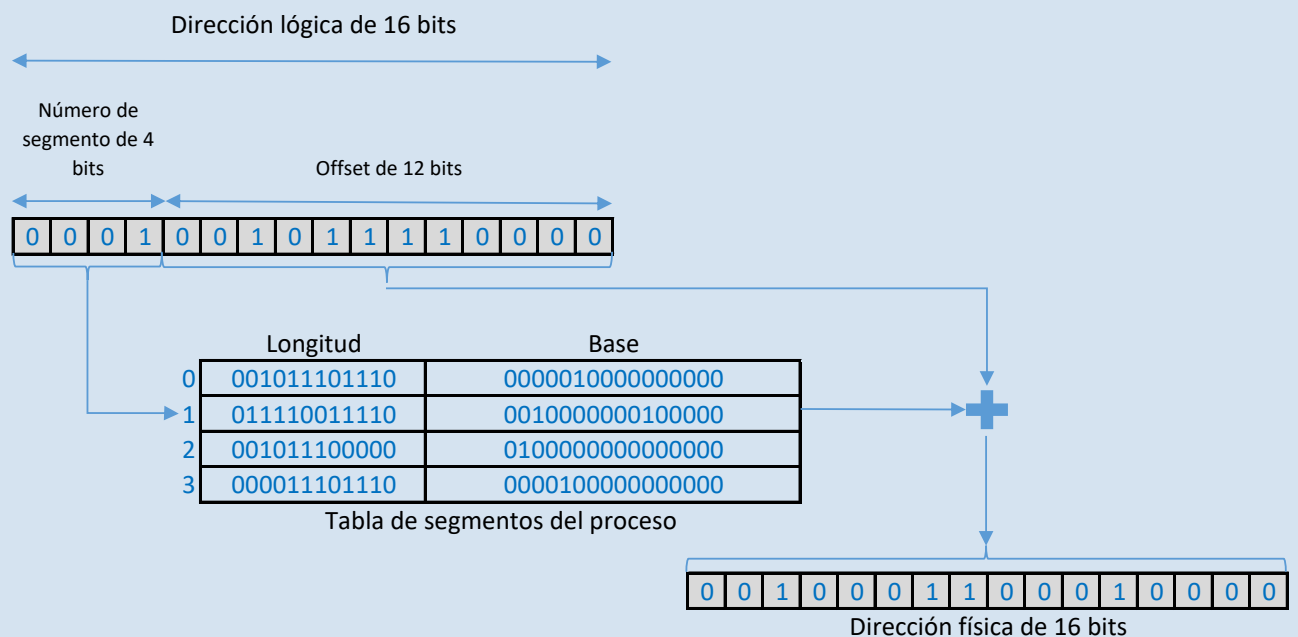 Dirección lógica de 16 bits
Número de
segmento de 4
bits
Offset de 12 bits
0 0 0 1 0 0 1 0 1 1 1 1 0 0 0 0
Longitud Base
0 001011101110 0000010000000000
1 011110011110 0010000000100000
2 001011100000 0100000000000000
3 000011101110 0000100000000000
Tabla de segmentos del proceso
0 0 1 0 0 0 1 1 0 0 0 1 0 0 0 0
Dirección física de 16 bits